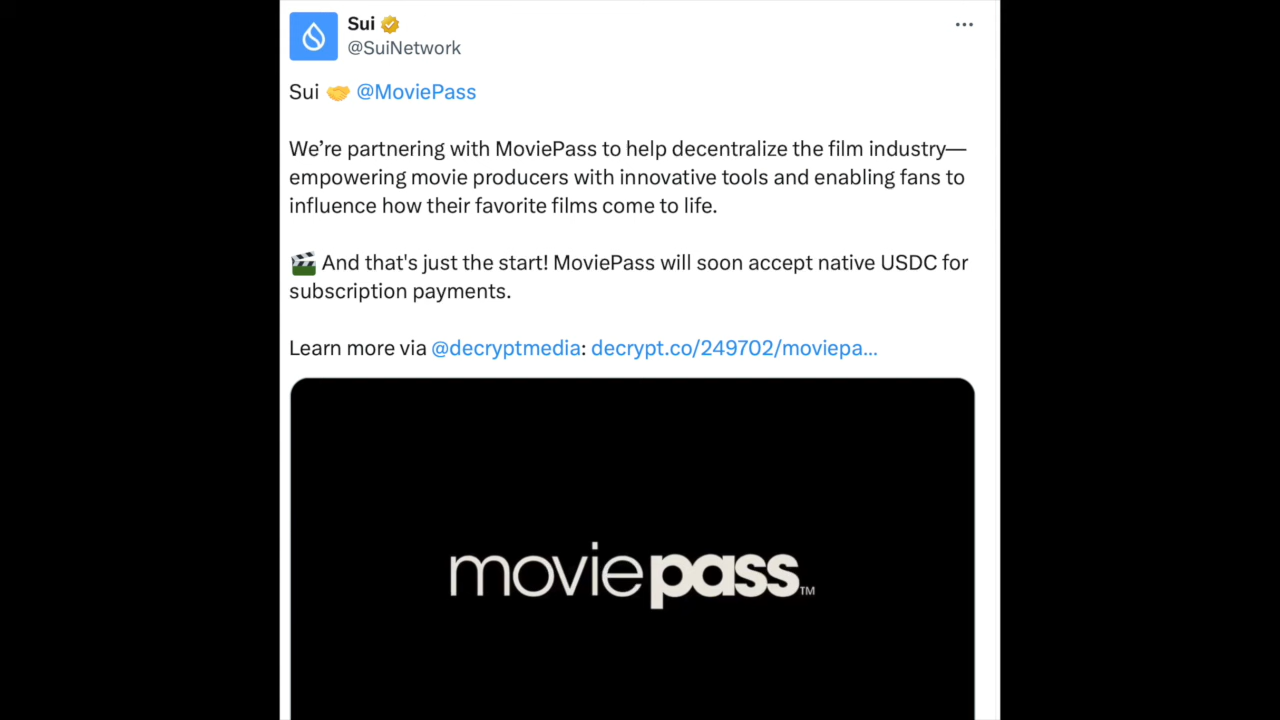 Sui
@SuiNetwork
Sui 🤝 @MoviePass
We’re partnering with MoviePass to help decentralize the film industry—
empowering movie producers with innovative tools and enabling fans to
influence how their favorite films come to life.
🎬 And that's just the start! MoviePass will soon accept native USDC for
subscription payments.
Learn more via @decryptmedia: decrypt.co/249702/moviepa...
moviepass™